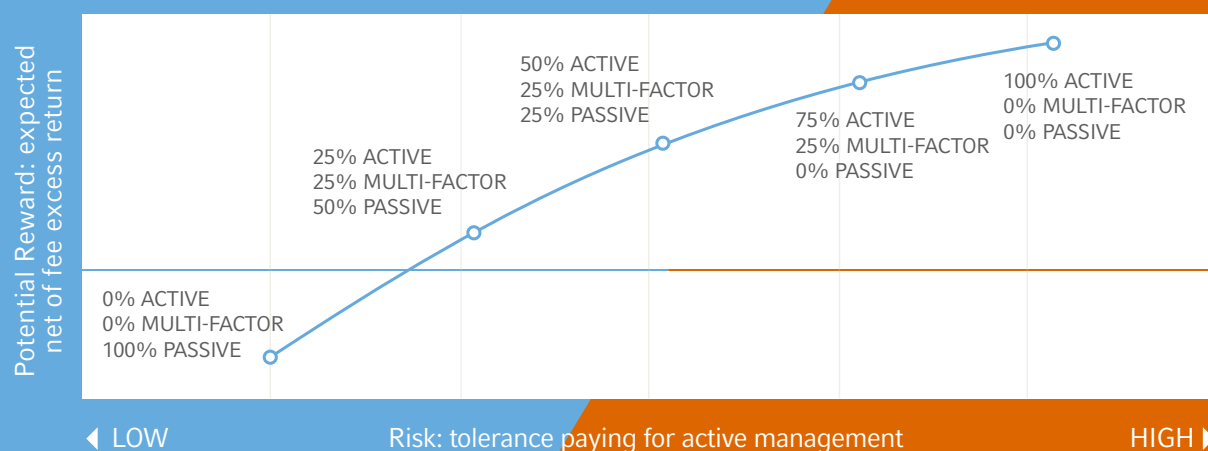 Potential Reward: expected
net of fee excess return
0% ACTIVE
0% MULTI-FACTOR
100% PASSIVE
25% ACTIVE
25% MULTI-FACTOR
50% PASSIVE
50% ACTIVE
25% MULTI-FACTOR
25% PASSIVE
75% ACTIVE
25% MULTI-FACTOR
0% PASSIVE
100% ACTIVE
0% MULTI-FACTOR
0% PASSIVE
LOW
Risk: tolerance paying for active management
HIGH